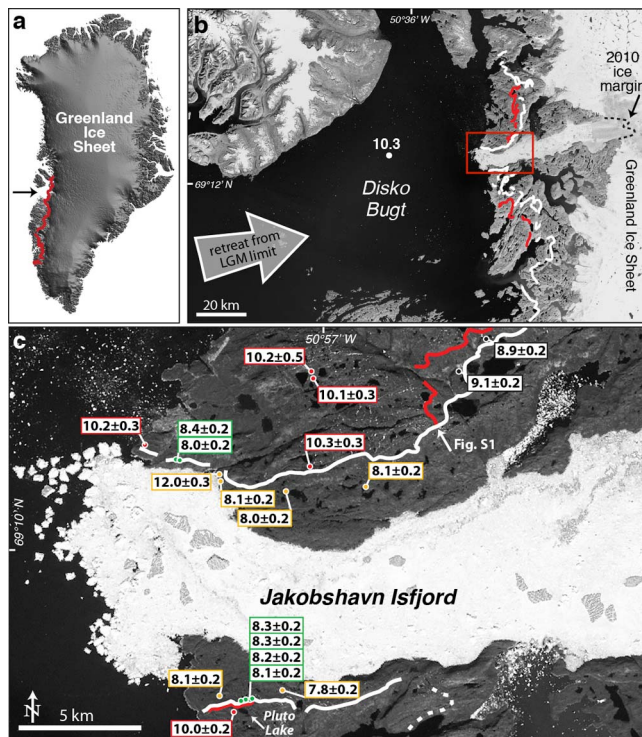 a
Greenland
Ice
Sheet
b
50°36' W
2010
ice
margin
10.3
69°12' N
Disko
Bugt
retreat from
LGM limit
20 km
Greenland Ice Sheet
c
50°57' W
10.2±0.5
10.1±0.3
8.9±0.2
9.1±0.2
10.2±0.3
8.4±0.2
8.0±0.2
10.3±0.3
Fig. S1
12.0±0.3
8.1±0.2
8.0±0.2
8.1±0.2
69°10' N
Jakobshavn Isfjord
8.3±0.2
8.3±0.2
8.2±0.2
8.1±0.2
8.1±0.2
7.8±0.2
N
5 km
10.0±0.2
Pluto
Lake